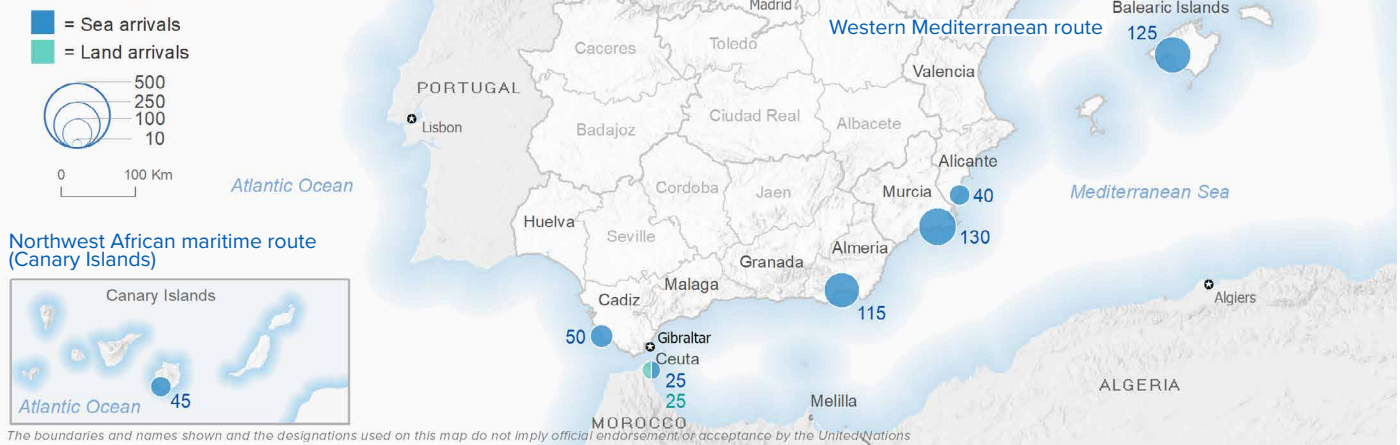 Madrid
Balearic Islands
= Sea arrivals
Western Mediterranean route
125
= Land arrivals
Caceres
Toledo
Valencia
500
250
100
10
PORTUGAL
Lisbon
Badajoz
Ciudad Real
Albacete
Alicante
0
100 Km
Atlantic Ocean
Cordoba
Jaen
Murcia
40
Mediterranean Sea
Huelva
Seville
130
Northwest African maritime route
(Canary Islands)
Almeria
Granada
Malaga
Canary Islands
Cadiz
115
Algiers
50
Gibraltar
Ceuta
25
25
45
Atlantic Ocean
ALGERIA
Melilla
MOROCCO
The boundaries and names shown and the designations used on this map do not imply official endorsement or acceptance by the United Nations